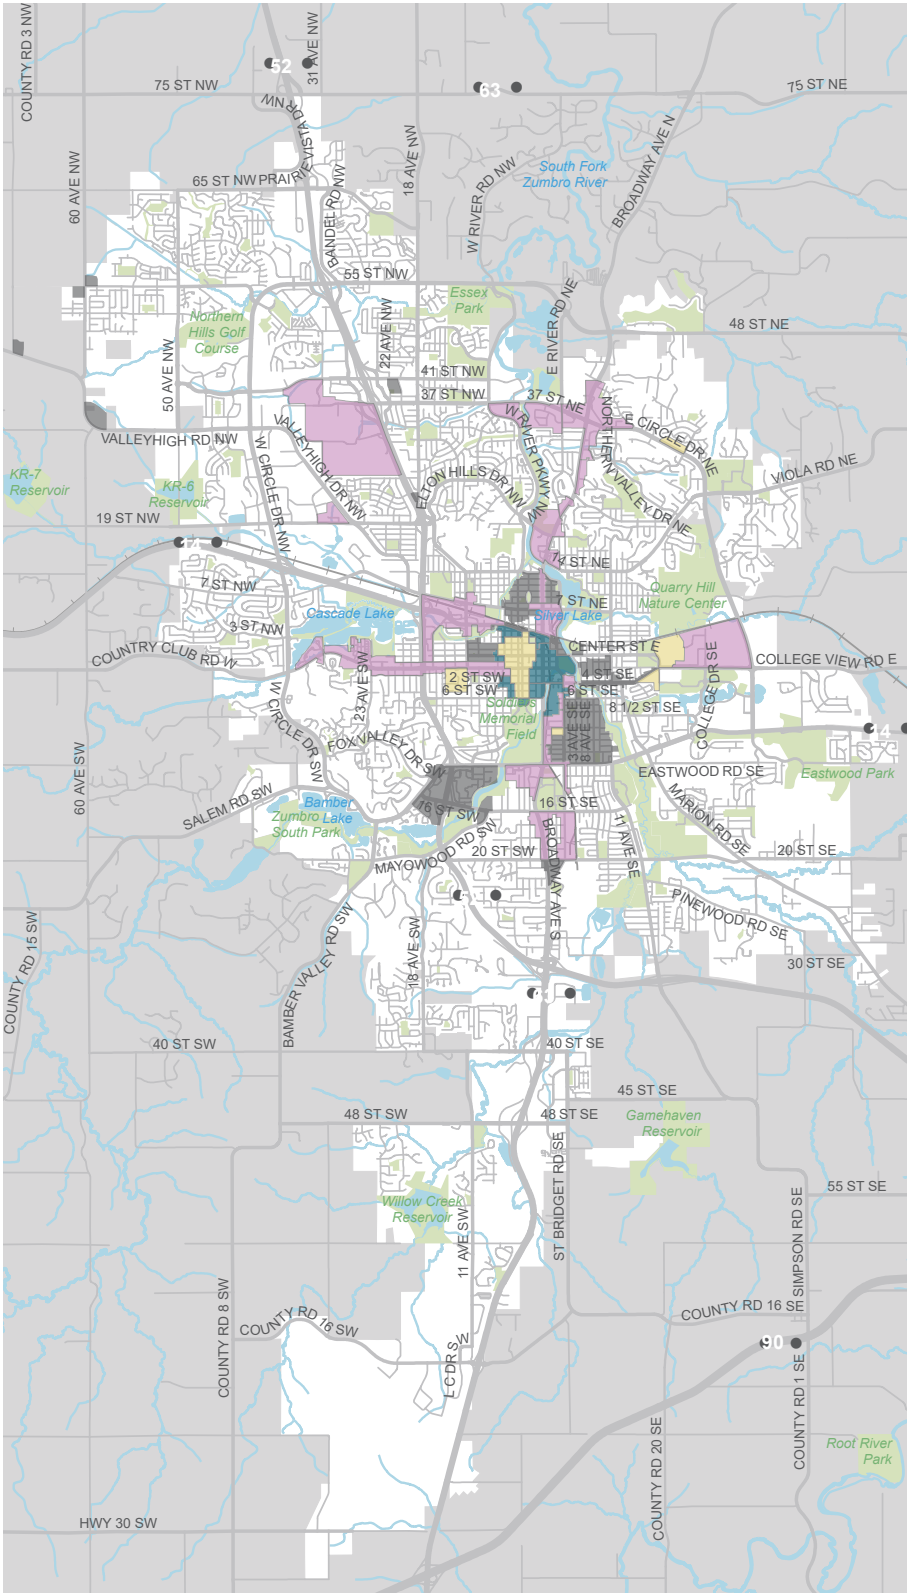 COUNTY RD 3 NW
52
31 AVE NW
75 ST NW
63
75 ST NE
NW
VISTA DR
18 AVE NW
BROADWAY AVE N
60 AVE NW
65 ST NW
PRAIRIE
BANDEL RD NW
W RIVER RD NW
South Fork
Zumbro River
55 ST NW
Essex
Park
E RIVER RD NE
Northern
Hills Golf
Course
22 AVE NW
48 ST NE
50 AVE NW
41 ST NW
37 ST NW
37 ST NE
E CIRCLE DR NE
VALLEYHIGH RD NW
VALLEYHIGH DR NW
W CIRCLE DR NW
W RIVER PKWY NW
NORTHERN VALLEY DR NE
KR-7
Reservoir
KR-6
Reservoir
ELTON HILLS DR NW
VIOLA RD NE
19 ST NW
14 ST NE
7 ST NW
Quarry Hill
Nature Center
Cascade Lake
7 ST NE
Silver Lake
3 ST NW
CENTER ST E
COUNTRY CLUB RD W
23 AVE SW
2 ST SW
4 ST SE
COLLEGE VIEW RD E
6 ST SW
6 ST SE
8 1/2 ST SE
COLLEGE DR SE
W CIRCLE DR SW
Soldiers
Memorial
Field
3 AVE SE
8 AVE SE
14
FOX VALLEY DR SW
60 AVE SW
EASTWOOD RD SE
Eastwood Park
SALEM RD SW
Bamber
Lake
Zumbro
South Park
16 ST SW
16 ST SE
MARION RD SE
11 AVE SE
BROADWAY AVE S
MAYOWOOD RD SW
20 ST SW
20 ST SE
PINEWOOD RD SE
COUNTY RD 15 SW
BAMBER VALLEY RD SW
18 AVE SW
30 ST SE
40 ST SW
40 ST SE
45 ST SE
48 ST SW
48 ST SE
Gamehaven
Reservoir
ST BRIDGET RD SE
Willow Creek
Reservoir
11 AVE SW
55 ST SE
SIMPSON RD SE
COUNTY RD 8 SW
COUNTY RD 16 SW
COUNTY RD 16 SE
90
L C DR SW
COUNTY RD 1 SE
COUNTY RD 20 SE
Root River
Park
HWY 30 SW